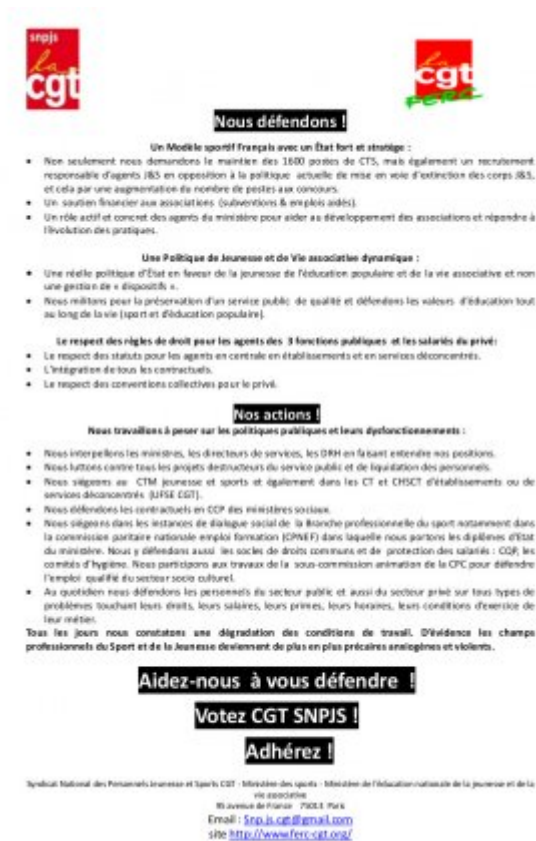 snpjs
la
cgt
la
cgt
FERC
Nous défendons !
Un Modèle sportif Français avec un État fort et stratège :
• Non seulement nous demandons le maintien des 1600 postes de CTS, mais également un recrutement
responsable d'agents J&S en opposition à la politique actuelle de mise en voie d'extinction des corps J&S,
et cela par une augmentation du nombre de postes aux concours.
• Un soutien financier aux associations (subventions & emplois aidés).
• Un rôle actif et concret des agents du ministère pour aider au développement des associations et répendre à
l'évolution des pratiques.
Une Politique de Jeunesse et de Vie associative dynamique :
• Une réelle politique d'État en faveur de la jeunesse de l'éducation populaire et de la vie associative et non
une gestion de « dispositifs ».
• Nous militons pour la préservation d'un service public de qualité et défendons les valeurs d'éducation tout
au long de la vie (sport et d'éducation populaire).
Le respect des règles de droit pour les agents des 3 fonctions publiques et les salariés du privé:
• Le respect des statuts pour les agents en centrale en établissements et en services déconcentrés.
• L'intégration de tous les contractuels.
• Le respect des conventions collectives pour le privé.
Nos actions !
Nous travaillons à peser sur les politiques publiques et leurs dysfonctionnements :
• Nous interpellons les ministres, les directeurs de services, les DRH en faisant entendre nos positions.
• Nous luttons contre tous les projets destructeurs du service public et de liquidation des personnels.
• Nous siégeons au CTM jeunesse et sports et également dans les CT et CHSCT d'établissements ou de
services déconcentrés (UFSE CGT).
• Nous défendons les contractuels en CCP des ministères sociaux.
• Nous siégeons dans les instances de dialogue social de la Branche professionnelle du sport notamment dans
la commission paritaire nationale emploi formation (CPNEF) dans laquelle nous portons les diplômes d'Etat
du ministère. Nous y défendons aussi les socles de droits communs et de protection des salariés : CQP, les
comités d'hygiène. Nous participons aux travaux de la sous-commission animation de la CPC pour défendre
l'emploi qualifié du secteur socio culturel.
• Au quotidien nous défendons les personnels du secteur public et aussi du secteur privé sur tous types de
problèmes touchant leurs droits, leurs salaires, leurs primes, leurs horaires, leurs conditions d'exercice de
leur métier.
Tous les jours nous constatons une dégradation des conditions de travail. D'évidence les champs
professionnels du Sport et de la Jeunesse deviennent de plus en plus précaires anxiogènes et violents.
Aidez-nous à vous défendre !
Votez CGT SNPJS !
Adhérez !
Syndicat National des Personnels Jeunesse et Sports CGT - Ministère des sports - Ministère de l'éducation nationale de la jeunesse et de la
vie associative
95 avenue de France 75013 Paris
Email : Snp.js.cgt@gmail.com
site http://www.ferc-cgt.org/